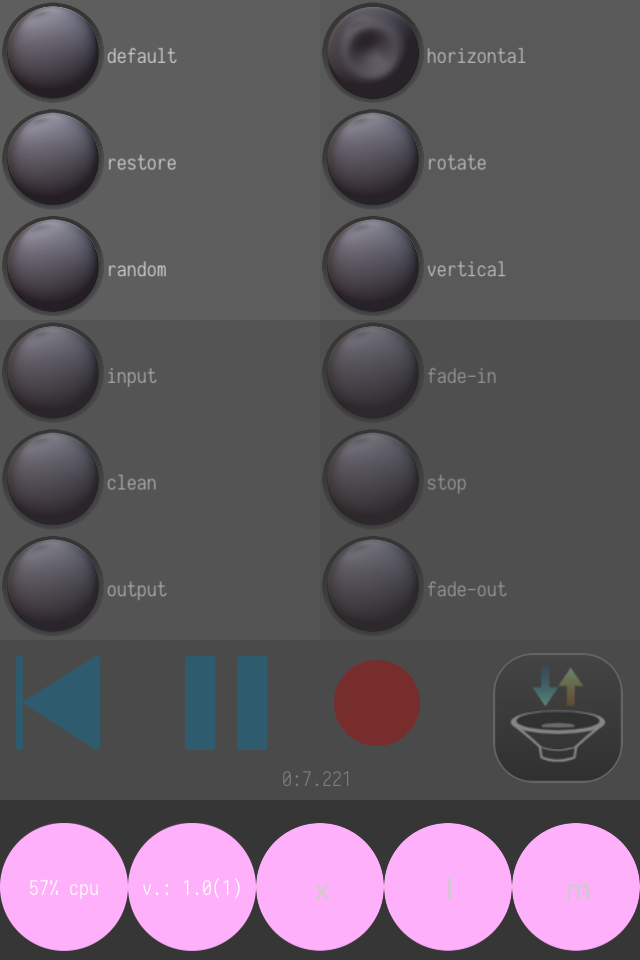 default
horizontal
restore
rotate
random
vertical
input
fade-in
clean
stop
output
fade-out
0:7.221
57% cpu
v.: 1.0(1)
x
l
m